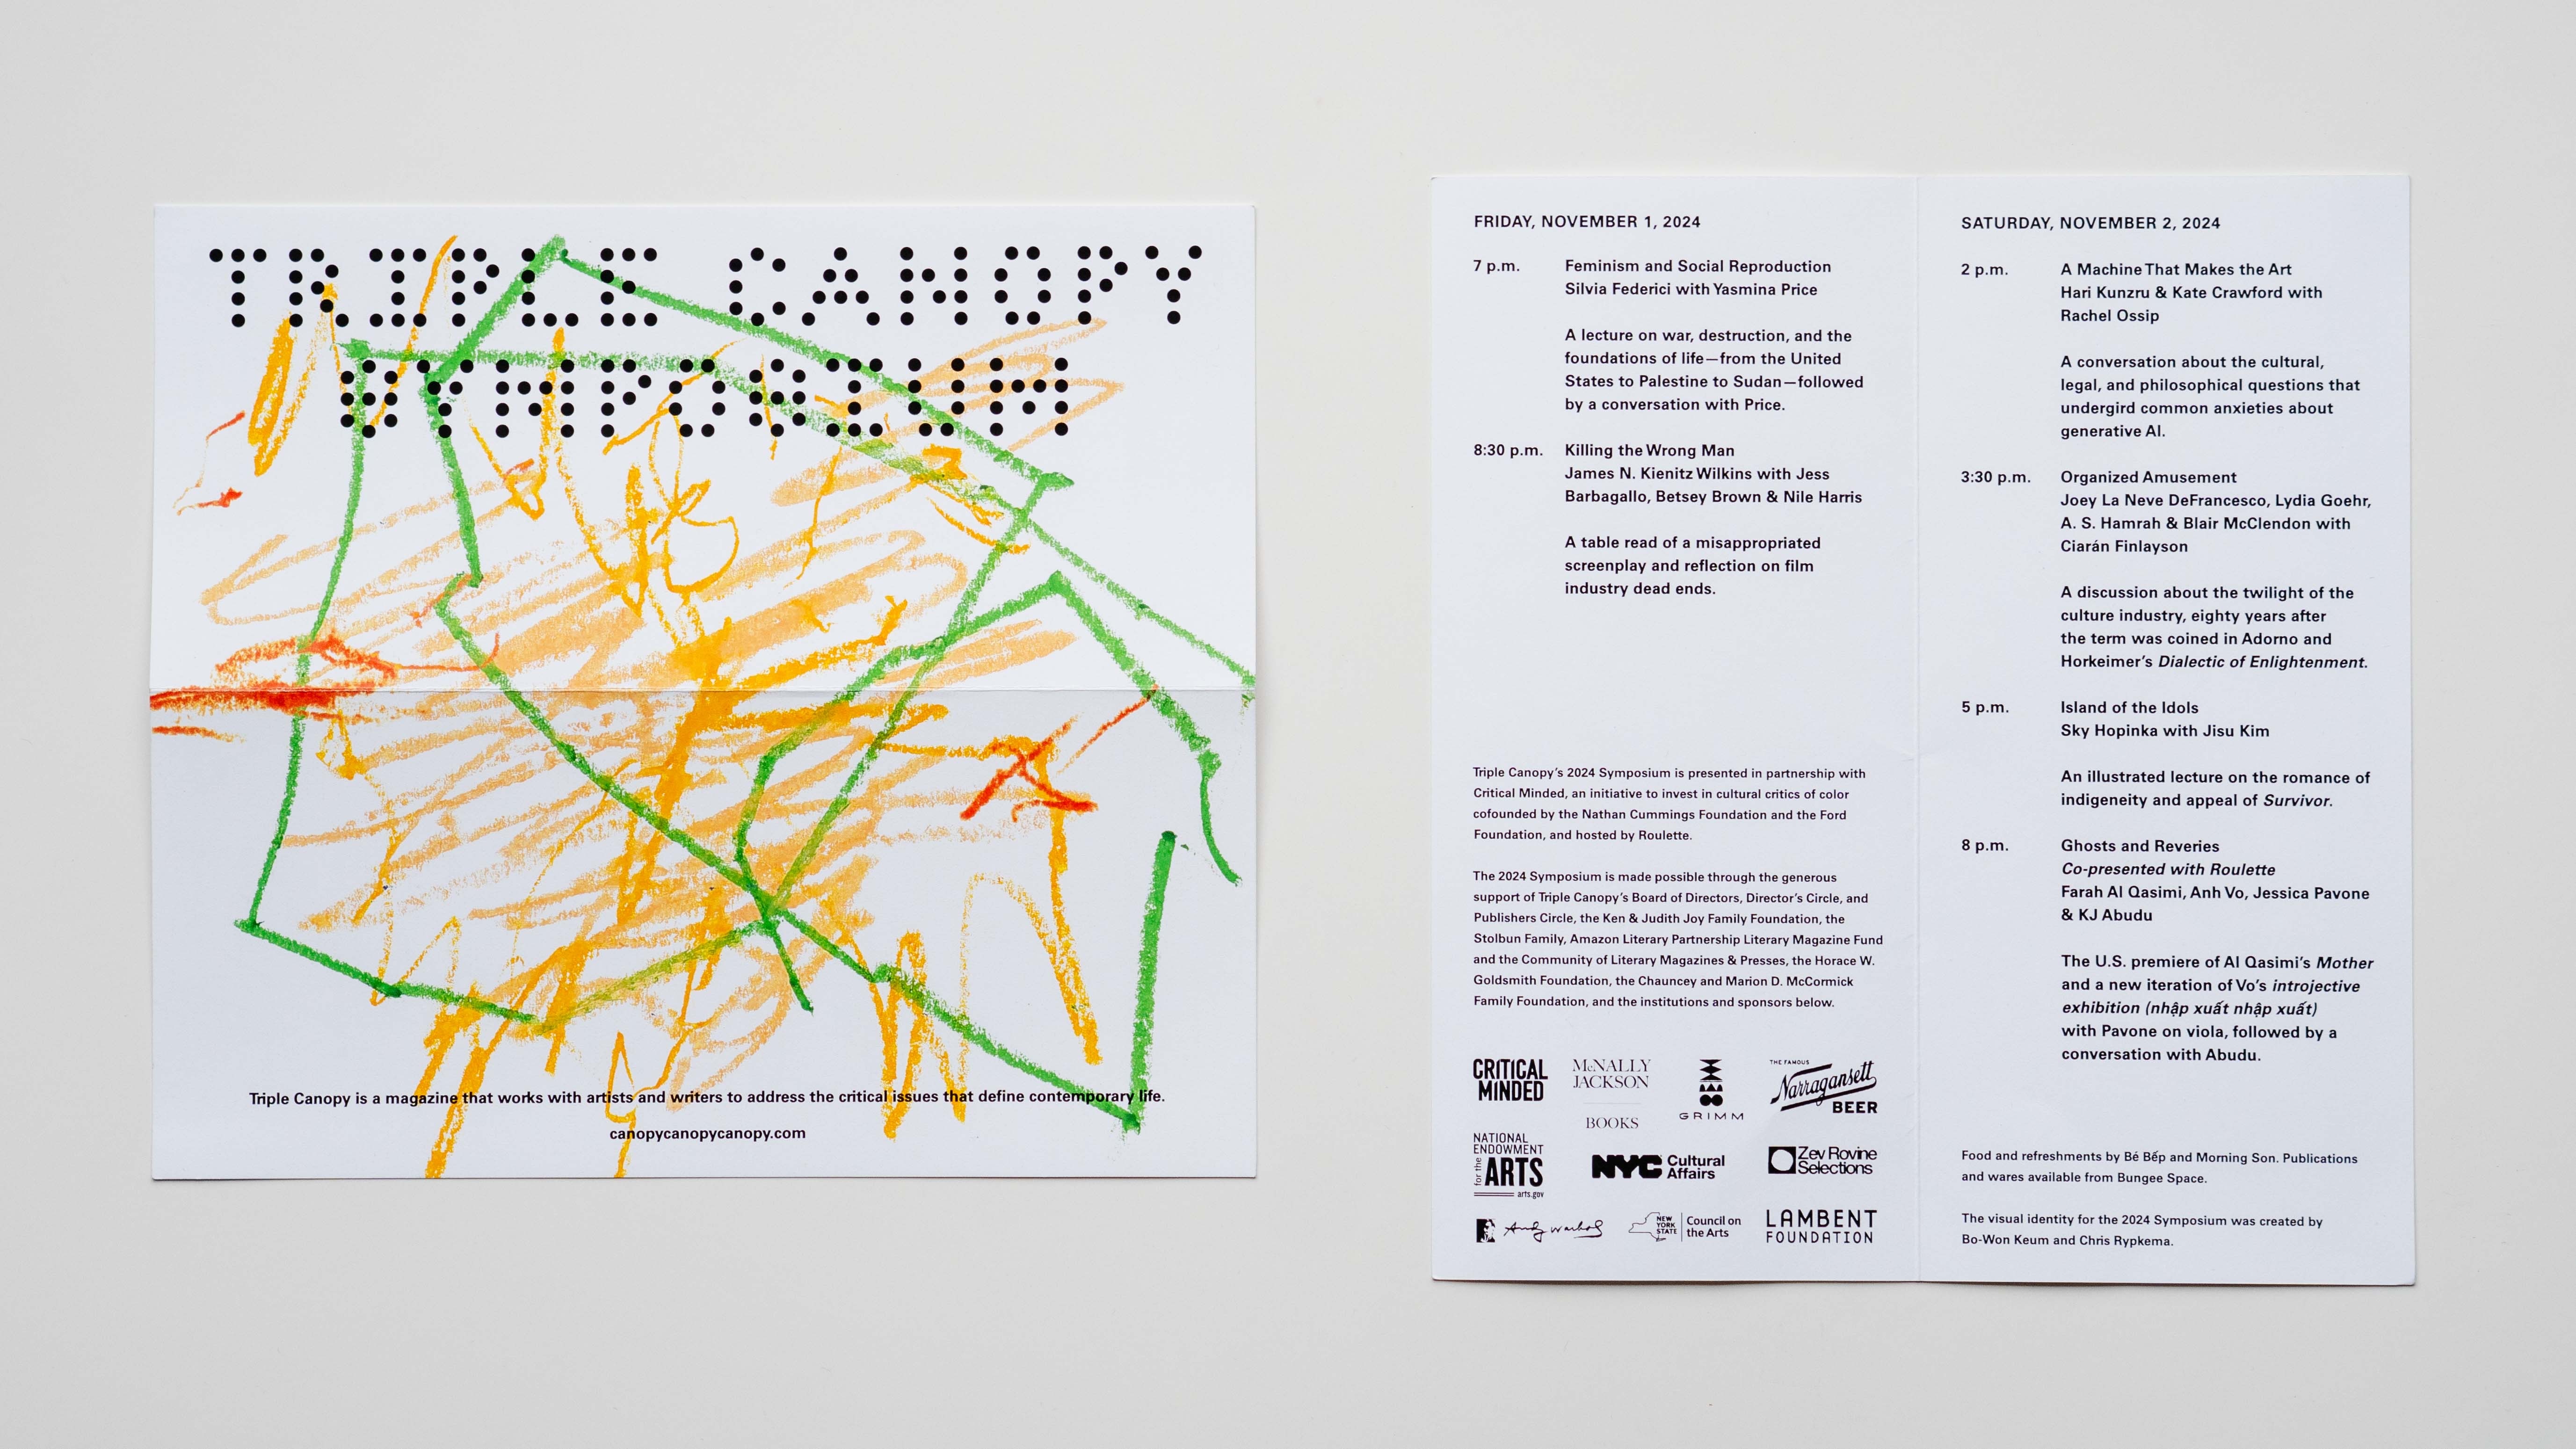 TRIPLE CANOPY
SYMPOSIUM
Triple Canopy is a magazine that works with artists and writers to address the critical issues that define contemporary life.
canopycanopycanopy.com
FRIDAY, NOVEMBER 1, 2024
7 p.m. Feminism and Social Reproduction
Silvia Federici with Yasmina Price
A lecture on war, destruction, and the
foundations of life—from the United
States to Palestine to Sudan—followed
by a conversation with Price.
8:30 p.m. Killing the Wrong Man
James N. Kienitz Wilkins with Jess
Barbagallo, Betsey Brown & Nile Harris
A table read of a misappropriated
screenplay and reflection on film
industry dead ends.
Triple Canopy’s 2024 Symposium is presented in partnership with
Critical Minded, an initiative to invest in cultural critics of color
cofounded by the Nathan Cummings Foundation and the Ford
Foundation, and hosted by Roulette.
The 2024 Symposium is made possible through the generous
support of Triple Canopy’s Board of Directors, Director’s Circle, and
Publishers Circle, the Ken & Judith Joy Family Foundation, the
Stolbun Family, Amazon Literary Partnership Literary Magazine Fund
and the Community of Literary Magazines & Presses, the Horace W.
Goldsmith Foundation, the Chauncey and Marion D. McCormick
Family Foundation, and the institutions and sponsors below.
CRITICAL
MINDED
McNALLY
JACKSON
BOOKS
GRIMM
THE FAMOUS
Narragansett
BEER
NATIONAL
ENDOWMENT
for the
ARTS
arts.gov
NYC Cultural
Affairs
Zev Rovine
Selections
Andy Warhol
NEW
YORK
STATE
Council on
the Arts
LAMBENT
FOUNDATION
SATURDAY, NOVEMBER 2, 2024
2 p.m. A Machine That Makes the Art
Hari Kunzru & Kate Crawford with
Rachel Ossip
A conversation about the cultural,
legal, and philosophical questions that
undergird common anxieties about
generative AI.
3:30 p.m. Organized Amusement
Joey La Neve DeFrancesco, Lydia Goehr,
A. S. Hamrah & Blair McClendon with
Ciarán Finlayson
A discussion about the twilight of the
culture industry, eighty years after
the term was coined in Adorno and
Horkeimer’s Dialectic of Enlightenment.
5 p.m. Island of the Idols
Sky Hopinka with Jisu Kim
An illustrated lecture on the romance of
indigeneity and appeal of Survivor.
8 p.m. Ghosts and Reveries
Co-presented with Roulette
Farah Al Qasimi, Anh Vo, Jessica Pavone
& KJ Abudu
The U.S. premiere of Al Qasimi’s Mother
and a new iteration of Vo’s introjective
exhibition (nhập xuất nhập xuất)
with Pavone on viola, followed by a
conversation with Abudu.
Food and refreshments by Bé Bếp and Morning Son. Publications
and wares available from Bungee Space.
The visual identity for the 2024 Symposium was created by
Bo-Won Keum and Chris Rypkema.